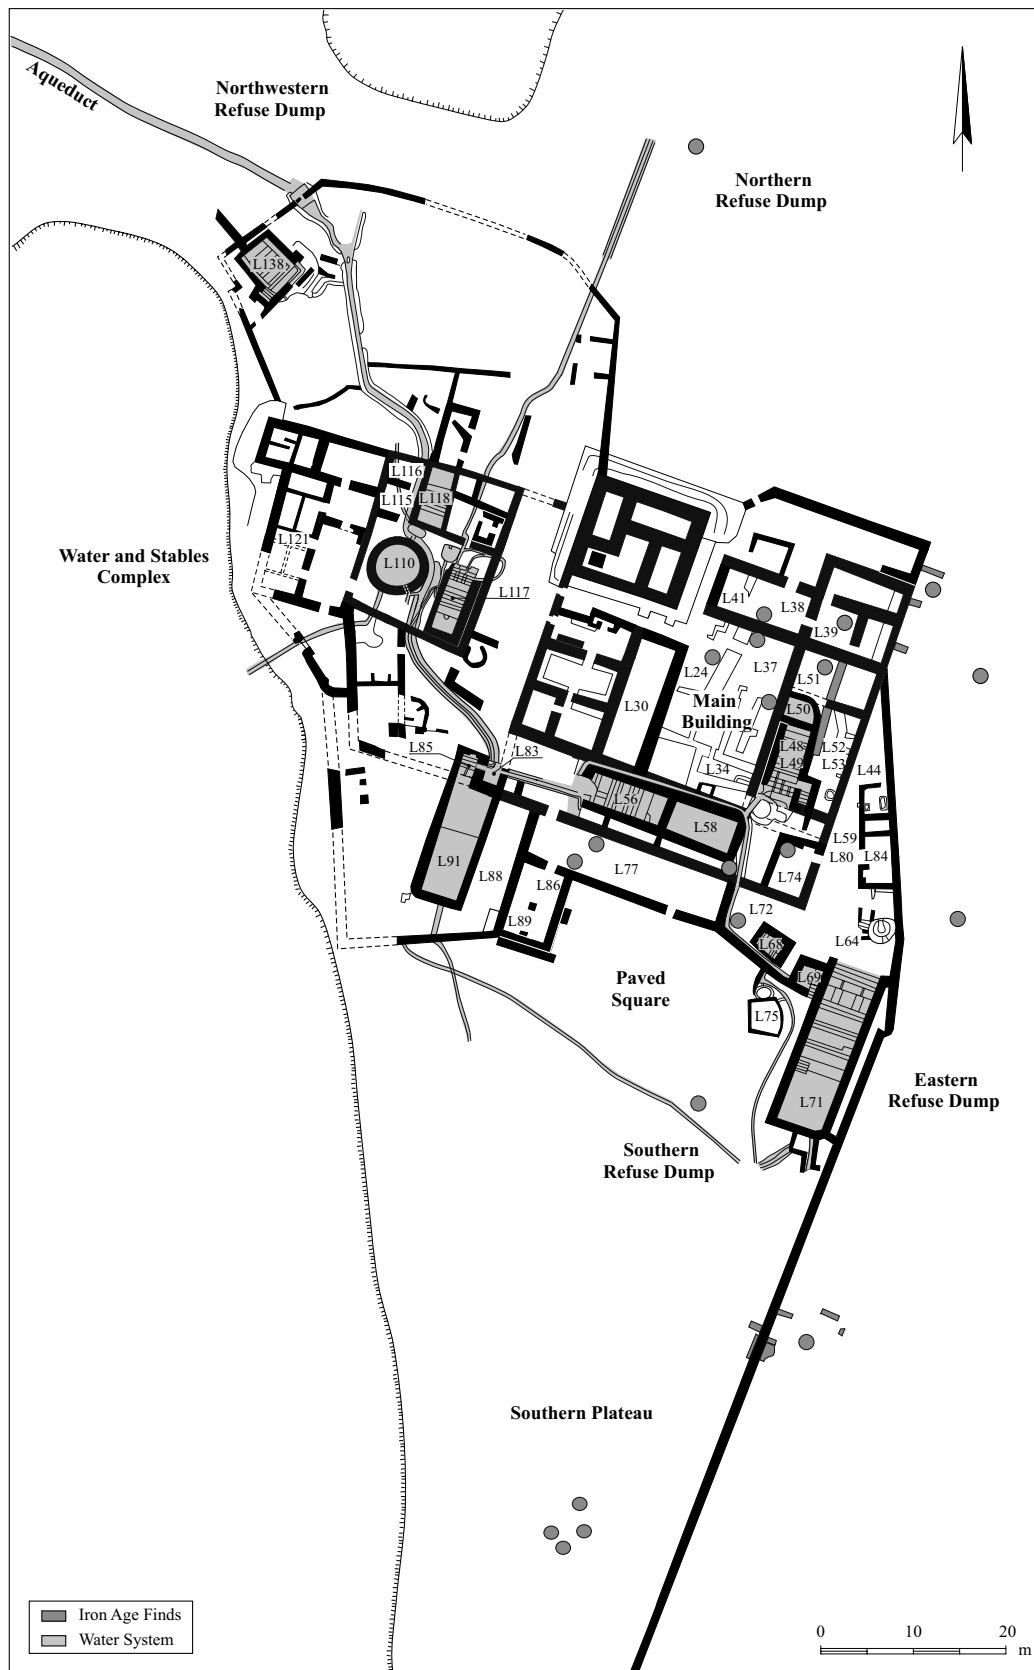 Aqueduct
Northwestern
Refuse Dump
Northern
Refuse Dump
L138
L116
L115
L118
L121
Water and Stables
Complex
L110
L117
L41
L38
L39
L24
L37
L51
L30
Main
Building
L50
L48
L49
L52
L53
L44
L34
L85
L83
L56
L58
L59
L80
L84
L74
L91
L88
L86
L77
L89
L72
L64
L68
L69
Paved
Square
L75
L71
Eastern
Refuse Dump
Southern
Refuse Dump
Southern Plateau
Iron Age Finds
Water System
0 10 20
m